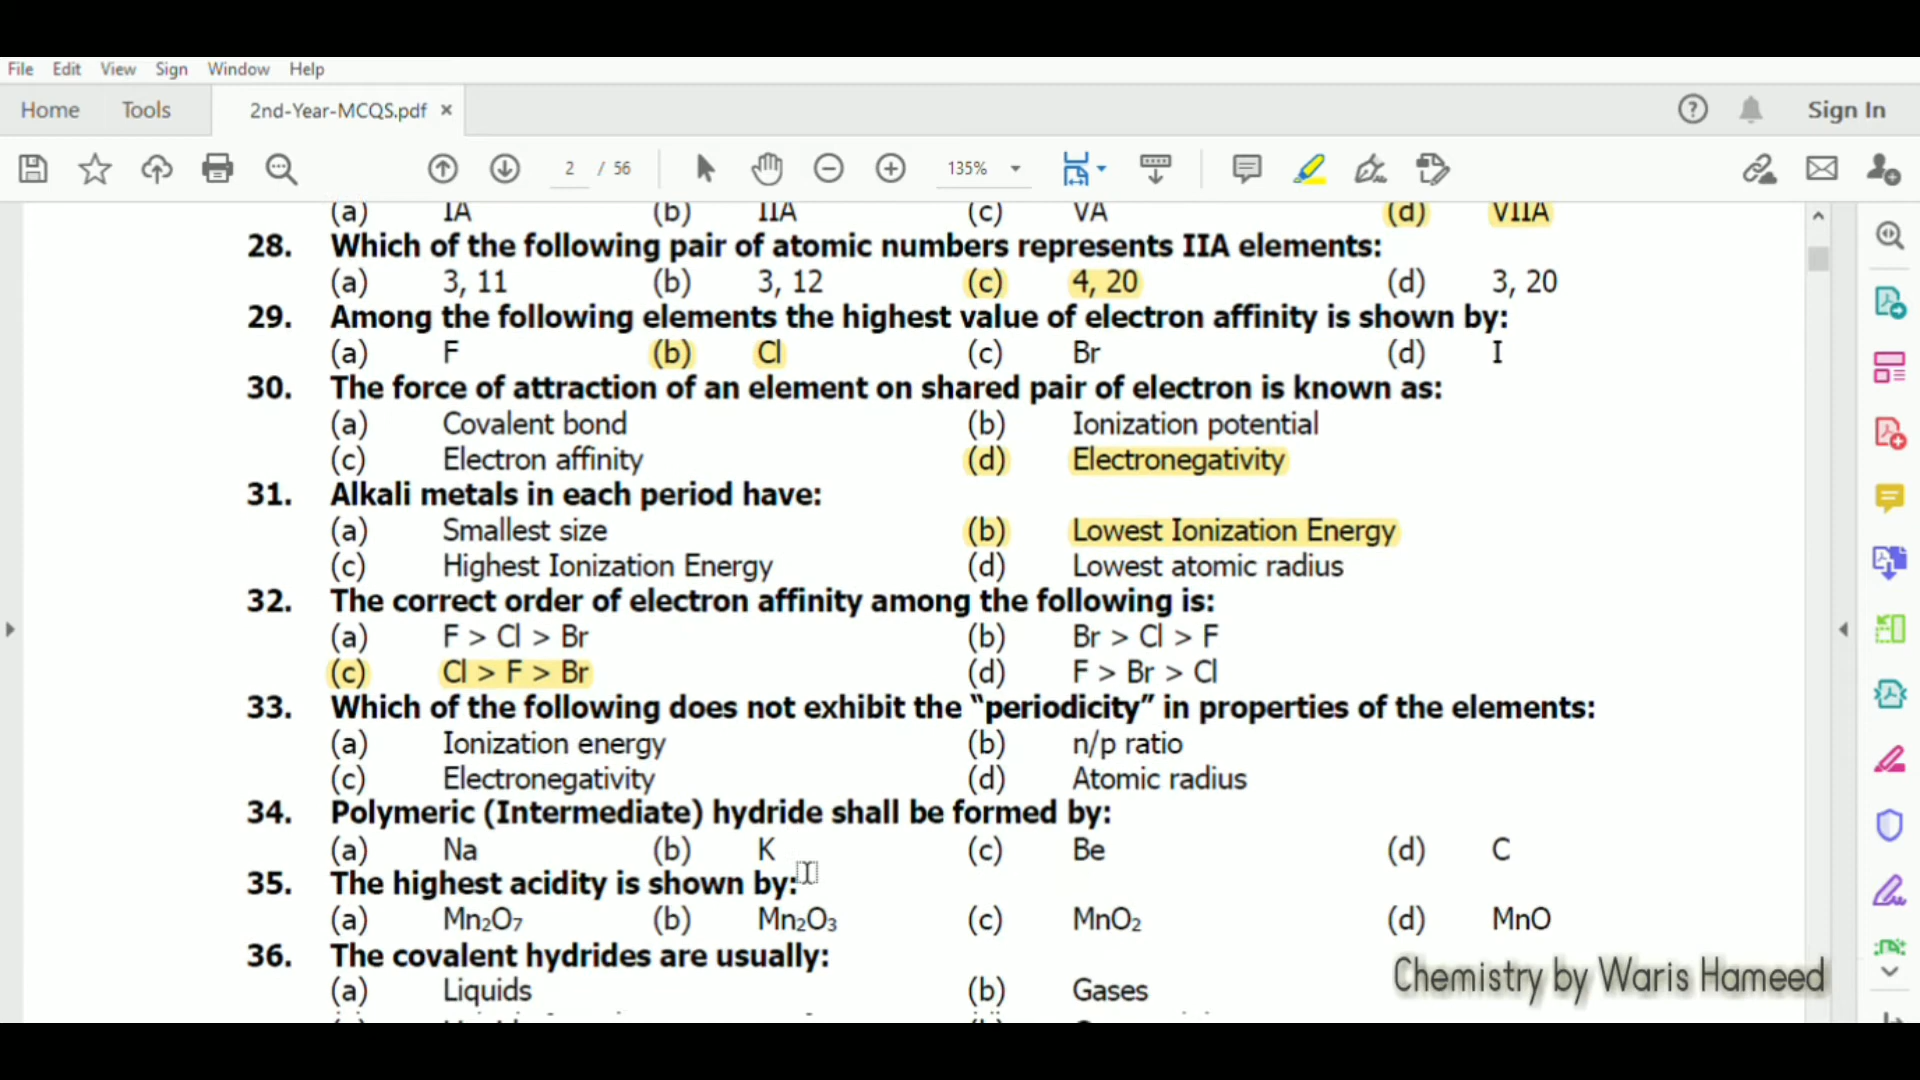 File Edit View Sign Window Help
Home Tools 2nd-Year-MCQS.pdf × Sign In
2 / 56 135%
(a) IA (b) IIA (c) VA (d) VIIA
28. Which of the following pair of atomic numbers represents IIA elements:
(a) 3, 11 (b) 3, 12 (c) 4, 20 (d) 3, 20
29. Among the following elements the highest value of electron affinity is shown by:
(a) F (b) Cl (c) Br (d) I
30. The force of attraction of an element on shared pair of electron is known as:
(a) Covalent bond (b) Ionization potential
(c) Electron affinity (d) Electronegativity
31. Alkali metals in each period have:
(a) Smallest size (b) Lowest Ionization Energy
(c) Highest Ionization Energy (d) Lowest atomic radius
32. The correct order of electron affinity among the following is:
(a) F > Cl > Br (b) Br > Cl > F
(c) Cl > F > Br (d) F > Br > Cl
33. Which of the following does not exhibit the “periodicity” in properties of the elements:
(a) Ionization energy (b) n/p ratio
(c) Electronegativity (d) Atomic radius
34. Polymeric (Intermediate) hydride shall be formed by:
(a) Na (b) K (c) Be (d) C
35. The highest acidity is shown by:
(a) Mn₂O₇ (b) Mn₂O₃ (c) MnO₂ (d) MnO
36. The covalent hydrides are usually:
(a) Liquids (b) Gases
Chemistry by Waris Hameed